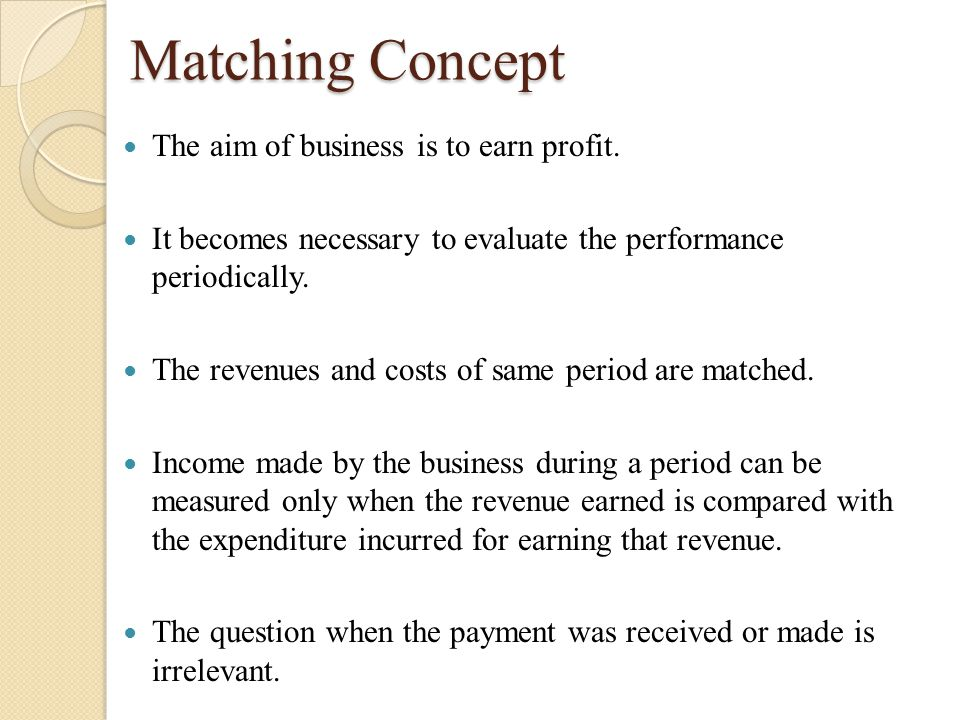 Matching Concept
• The aim of business is to earn profit.
• It becomes necessary to evaluate the performance
periodically.
• The revenues and costs of same period are matched.
• Income made by the business during a period can be
measured only when the revenue earned is compared with
the expenditure incurred for earning that revenue.
• The question when the payment was received or made is
irrelevant.